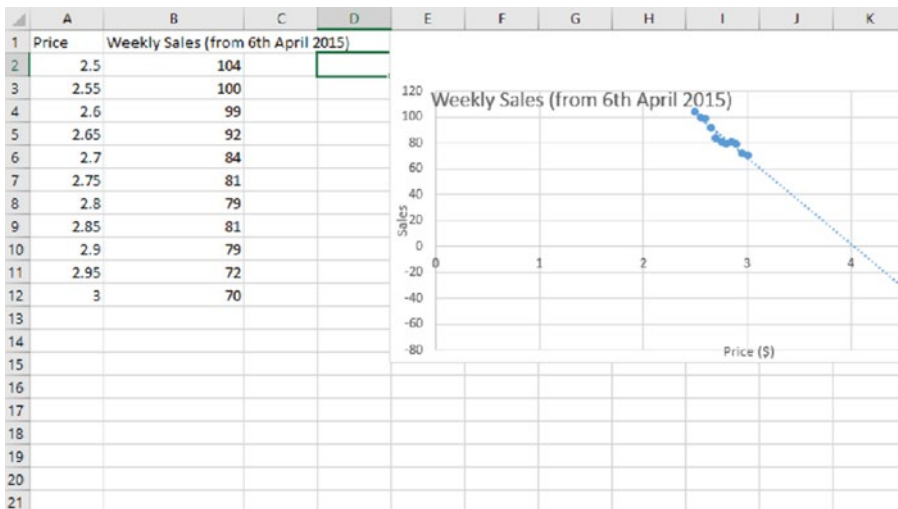 A B C D E F G H I J K
1 Price Weekly Sales (from 6th April 2015)
2 2.5 104
3 2.55 100
4 2.6 99
5 2.65 92
6 2.7 84
7 2.75 81
8 2.8 79
9 2.85 81
10 2.9 79
11 2.95 72
12 3 70
13
14
15
16
17
18
19
20
21
Weekly Sales (from 6th April 2015)
120
100
80
60
40
20
0
-20
-40
-60
-80
Sales
0 1 2 3 4
Price ($)